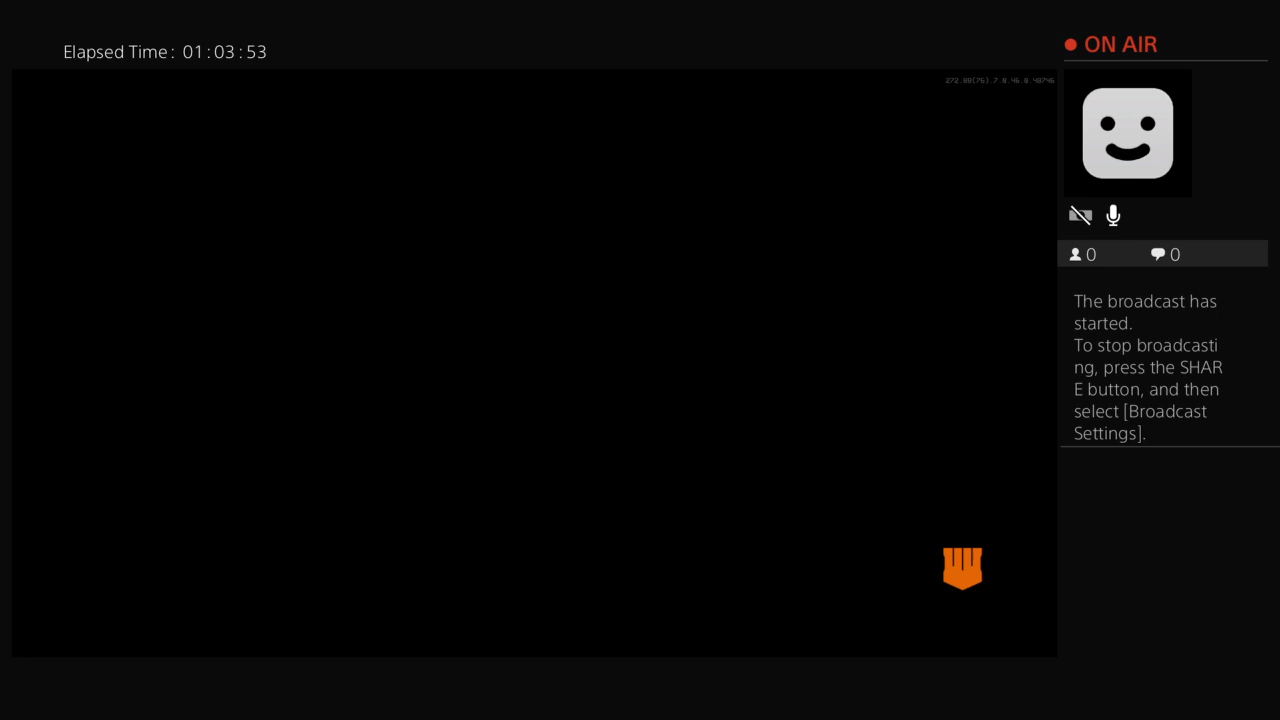 Elapsed Time: 01:03:53
ON AIR
0 0
The broadcast has
started.
To stop broadcasti
ng, press the SHAR
E button, and then
select [Broadcast
Settings].